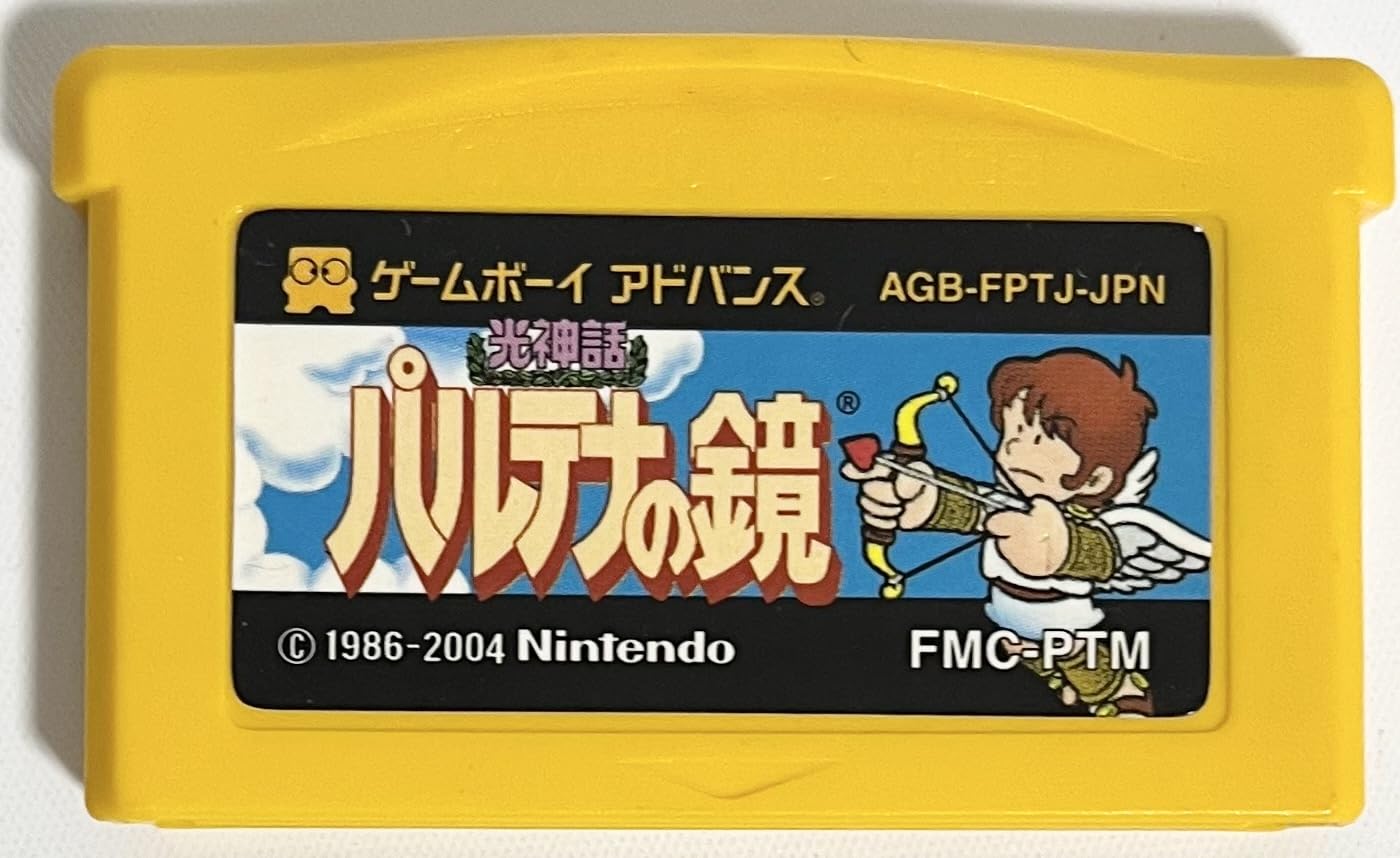 ゲームボーイ アドバンス® AGB-FPTJ-JPN
光神話
パルテナの鏡®
© 1986-2004 Nintendo FMC-PTM